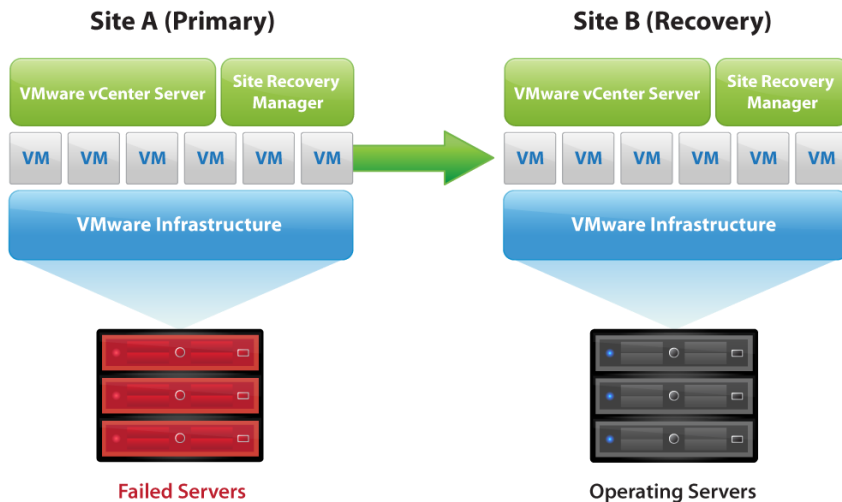 Site A (Primary)
Site B (Recovery)
VMware vCenter Server
Site Recovery
Manager
VMware vCenter Server
Site Recovery
Manager
VM VM VM VM VM VM
VM VM VM VM VM VM
VMware Infrastructure
VMware Infrastructure
Failed Servers
Operating Servers